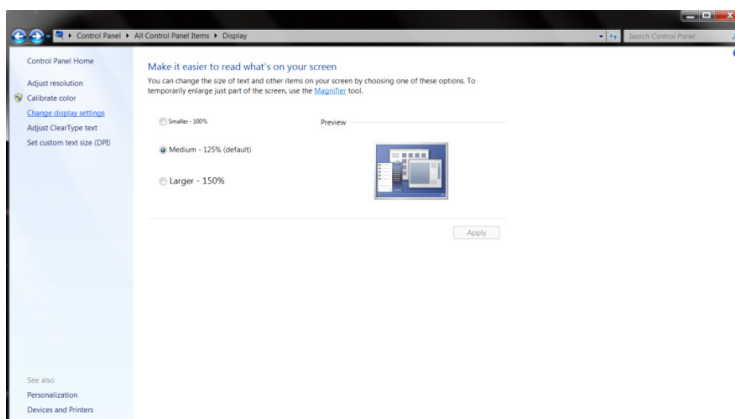 Control Panel ▸ All Control Panel Items ▸ Display
Search Control Panel
Control Panel Home
Adjust resolution
Calibrate color
Change display settings
Adjust ClearType text
Set custom text size (DPI)
See also
Personalization
Devices and Printers
Make it easier to read what's on your screen
You can change the size of text and other items on your screen by choosing one of these options. To
temporarily enlarge just part of the screen, use the Magnifier tool.
Smaller - 100%
Preview
Medium - 125% (default)
Larger - 150%
Apply